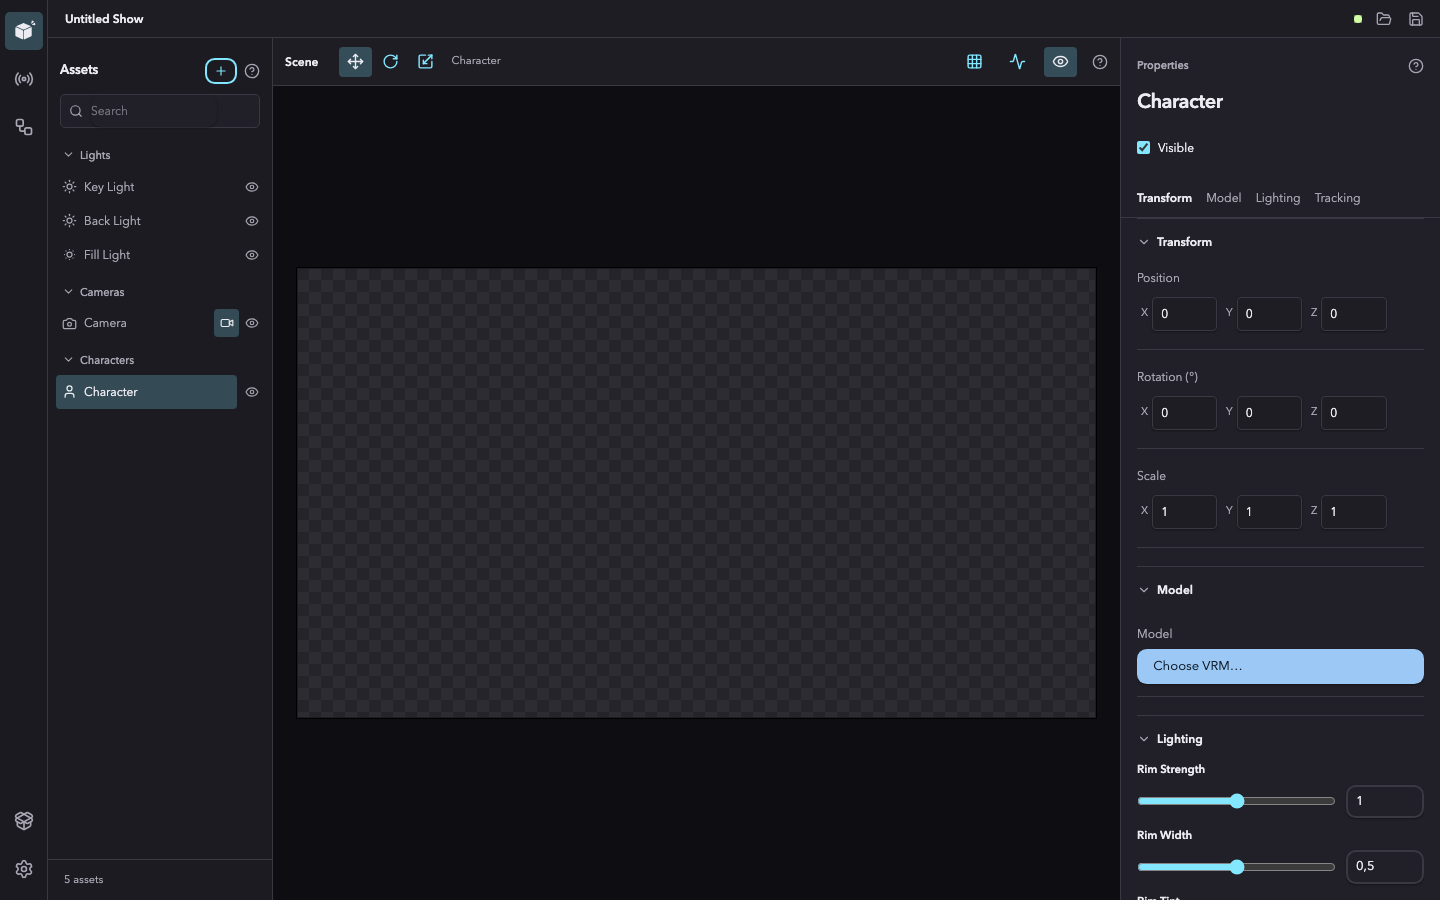 Untitled Show
Assets
Search
Lights
Key Light
Back Light
Fill Light
Cameras
Camera
Characters
Character
5 assets
Scene
Character
Properties
Character
Visible
Transform Model Lighting Tracking
Transform
Position
X 0 Y 0 Z 0
Rotation (°)
X 0 Y 0 Z 0
Scale
X 1 Y 1 Z 1
Model
Model
Choose VRM...
Lighting
Rim Strength
1
Rim Width
0,5
Rim Tint